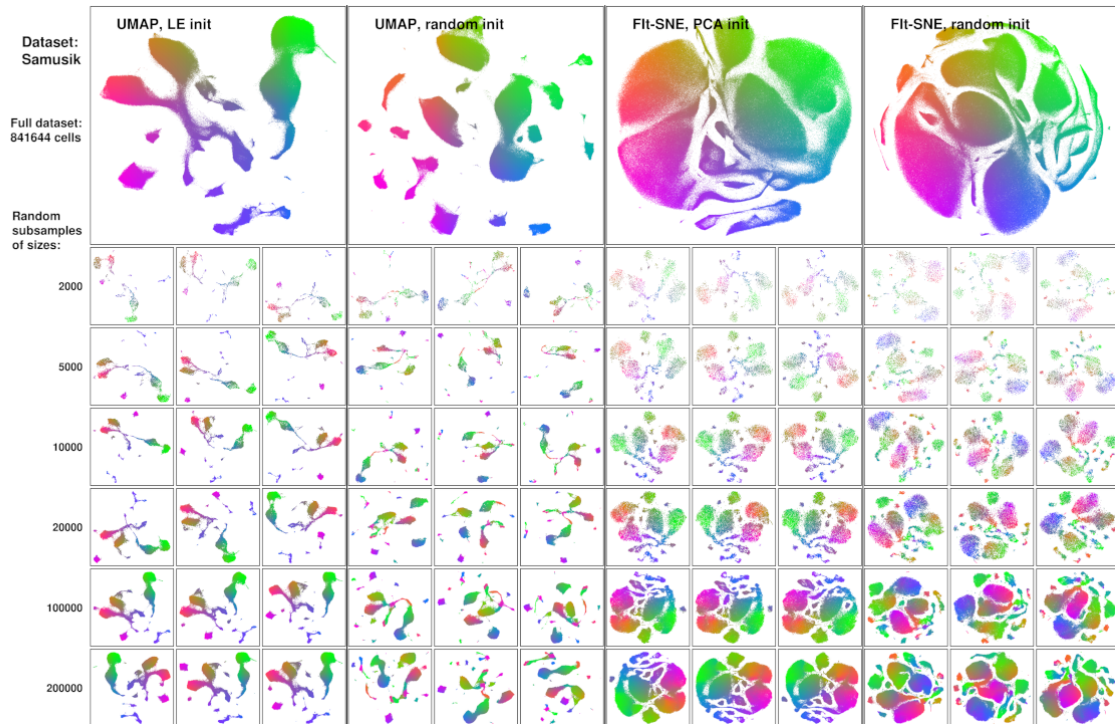 UMAP, LE init
UMAP, random init
FIt-SNE, PCA init
FIt-SNE, random init
Dataset:
Samusik
Full dataset:
841644 cells
Random
subsamples
of sizes:
2000
5000
10000
20000
100000
200000